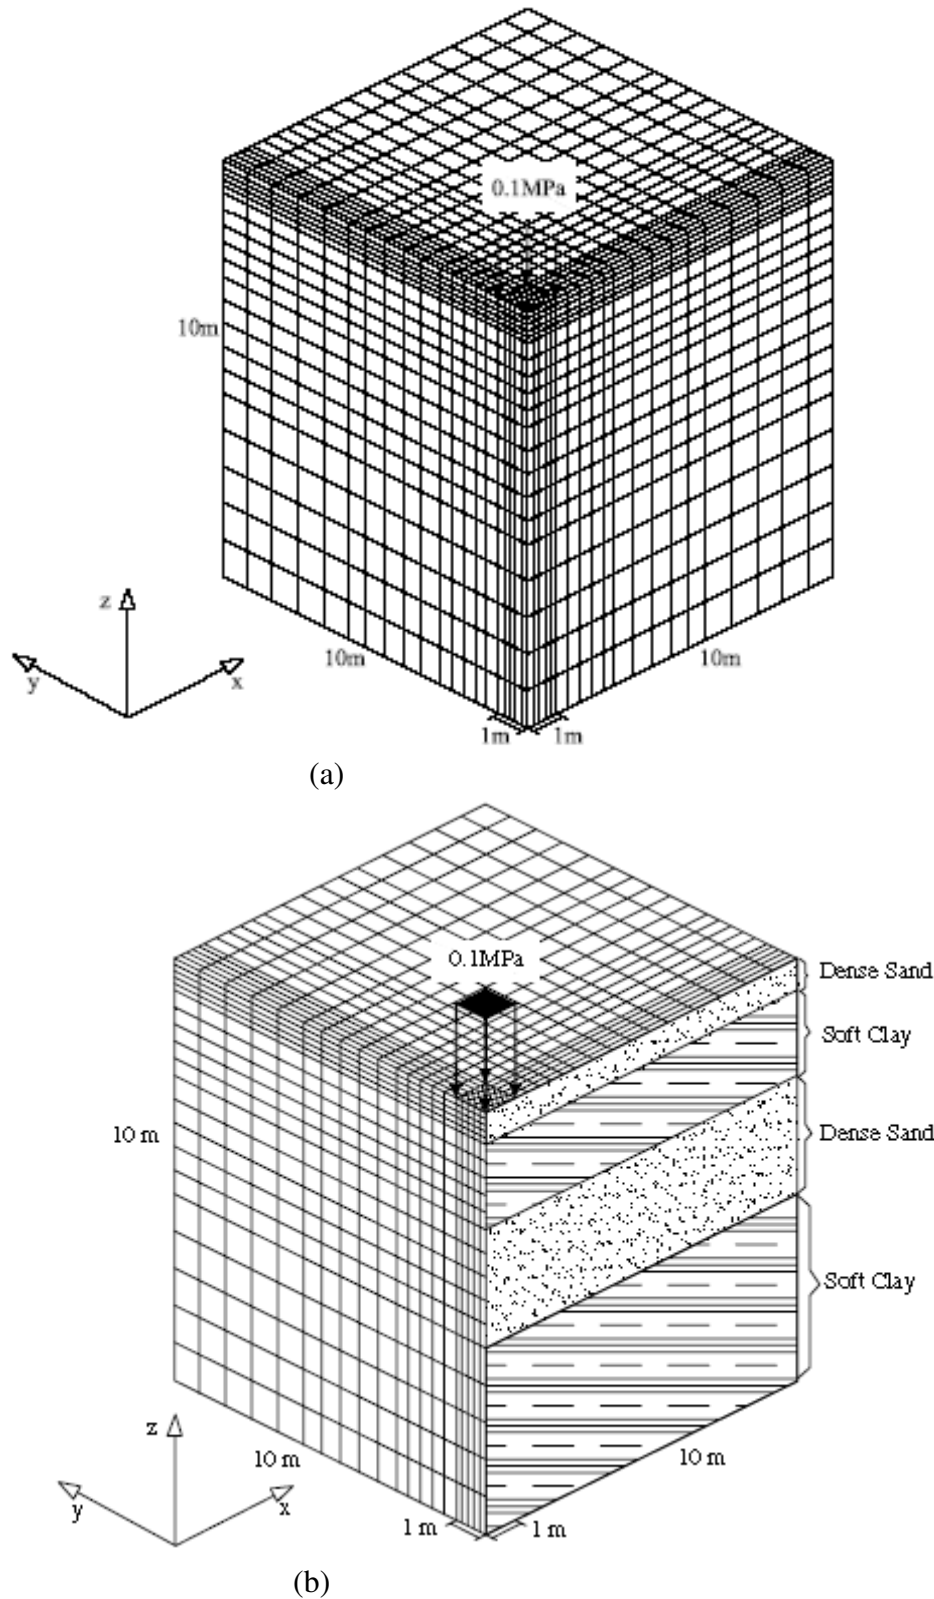 0.1MPa
10m
z
y
x
10m
10m
1m
1m
(a)
0.1MPa
Dense Sand
Soft Clay
Dense Sand
10 m
Soft Clay
z
y
x
10 m
10 m
1 m
1 m
(b)